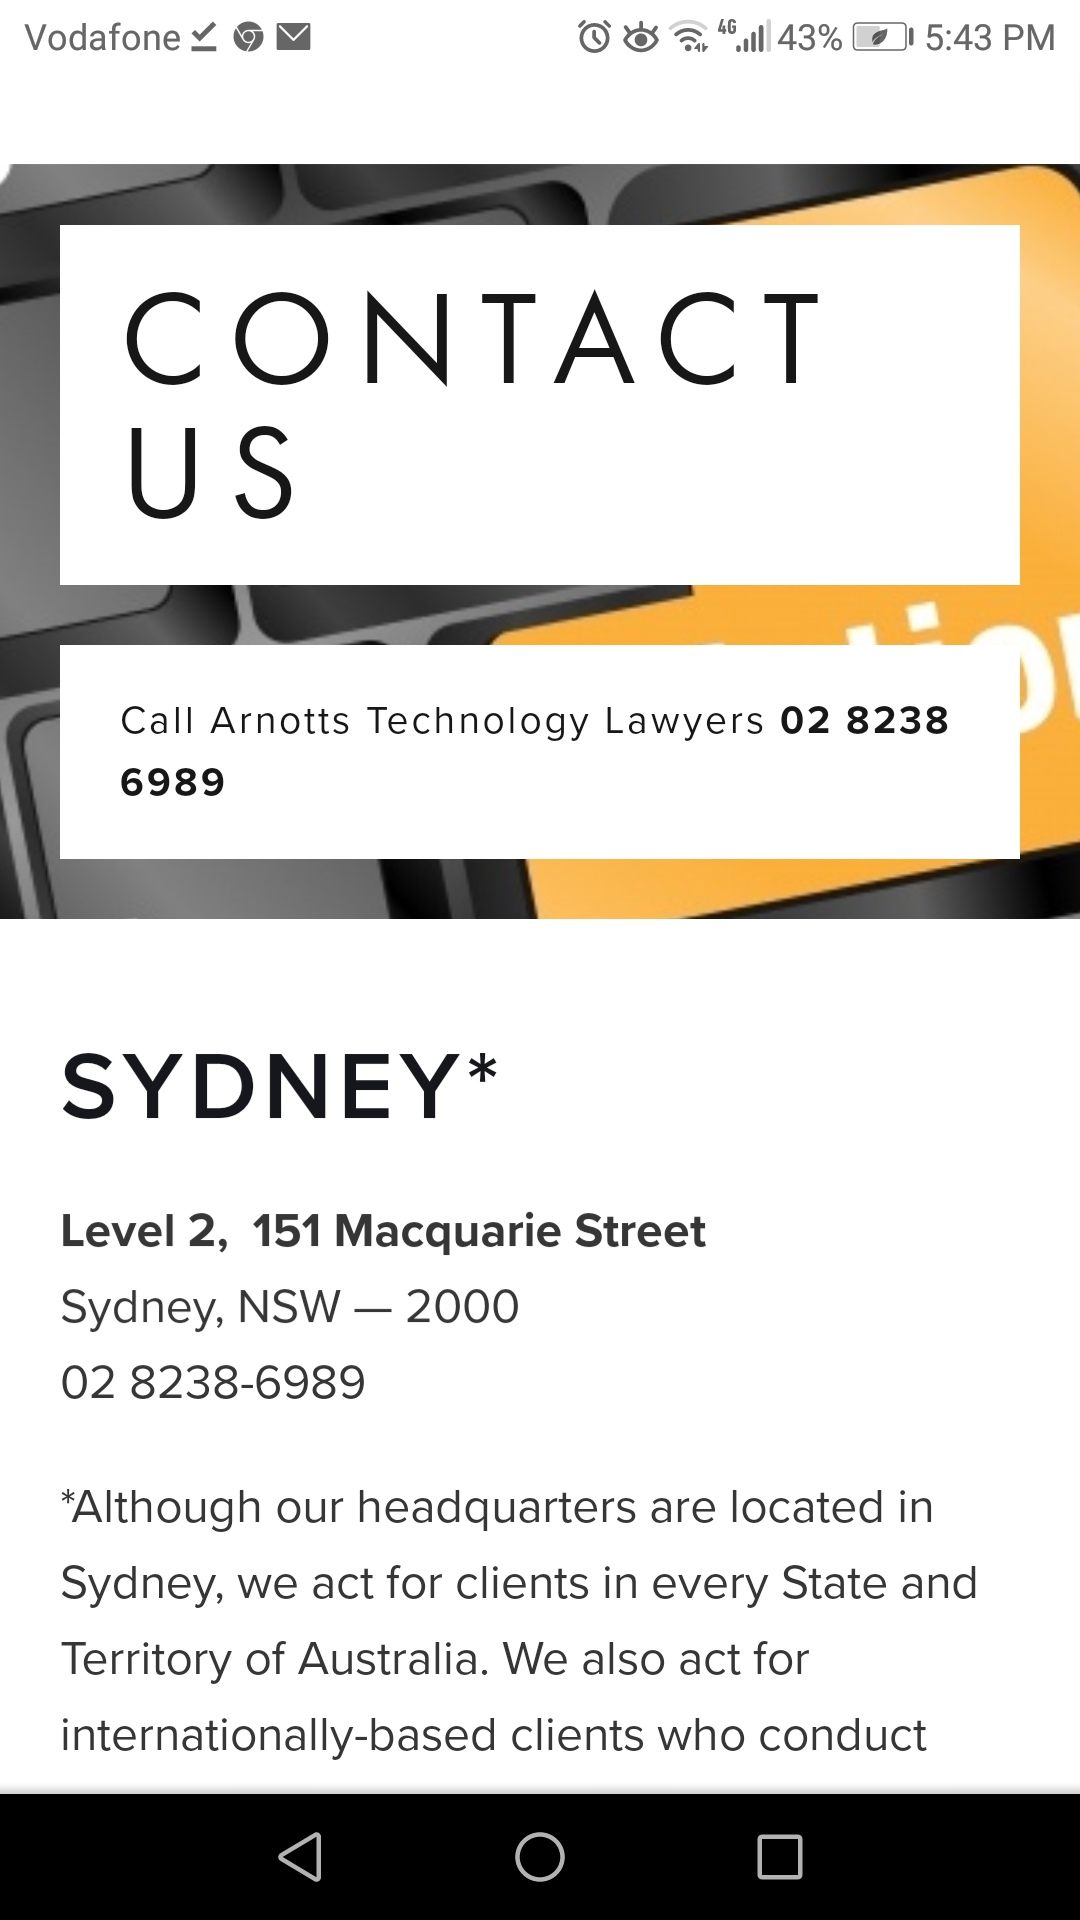 Vodafone 4G 43% 5:43 PM
CONTACT
US
tion
Call Arnotts Technology Lawyers 02 8238
6989
SYDNEY*
Level 2,  151 Macquarie Street
Sydney, NSW — 2000
02 8238-6989
*Although our headquarters are located in
Sydney, we act for clients in every State and
Territory of Australia. We also act for
internationally-based clients who conduct